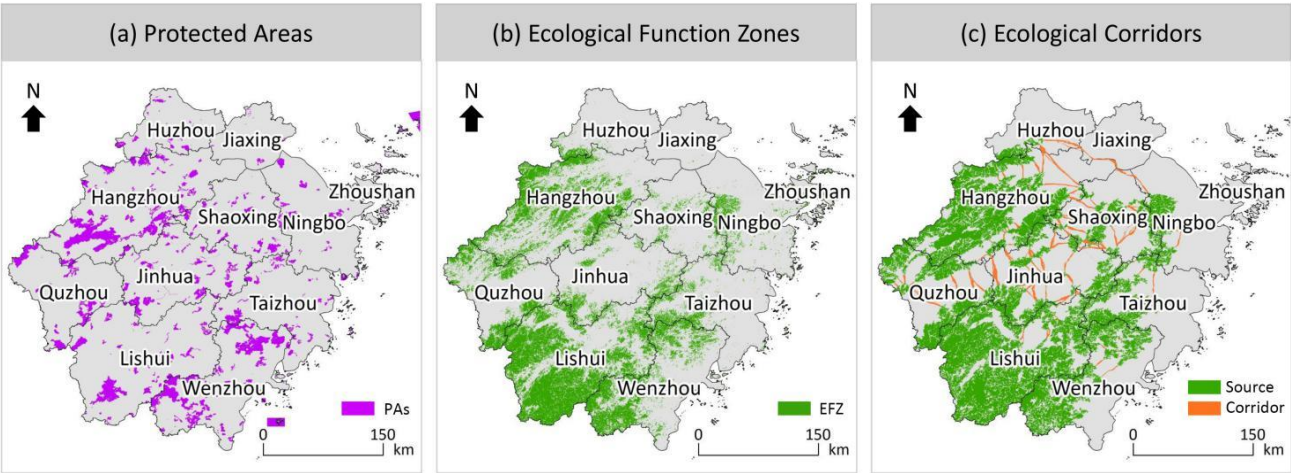 (a) Protected Areas
N
Huzhou
Jiaxing
Hangzhou
Zhoushan
Shaoxing
Ningbo
Jinhua
Quzhou
Taizhou
Lishui
Wenzhou
PAs
0 150
km
(b) Ecological Function Zones
N
Huzhou
Jiaxing
Hangzhou
Zhoushan
Shaoxing
Ningbo
Jinhua
Quzhou
Taizhou
Lishui
Wenzhou
EFZ
0 150
km
(c) Ecological Corridors
N
Huzhou
Jiaxing
Hangzhou
Zhoushan
Shaoxing
Ningbo
Jinhua
Quzhou
Taizhou
Lishui
Wenzhou
Source
Corridor
0 150
km